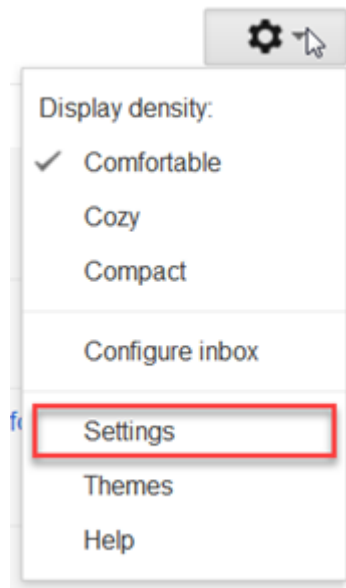 Display density:
Comfortable
Cozy
Compact
Configure inbox
Settings
Themes
Help